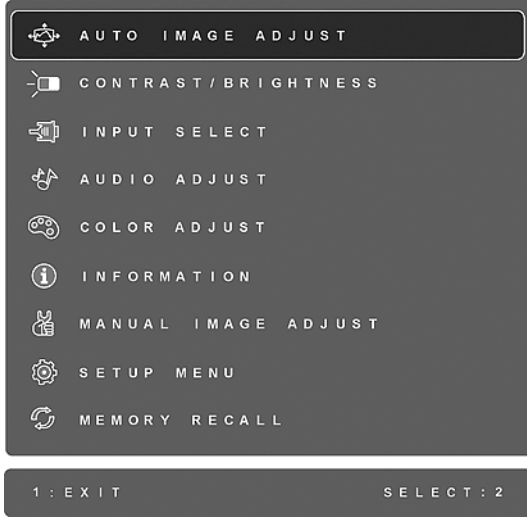 AUTO IMAGE ADJUST
CONTRAST/BRIGHTNESS
INPUT SELECT
AUDIO ADJUST
COLOR ADJUST
INFORMATION
MANUAL IMAGE ADJUST
SETUP MENU
MEMORY RECALL
1:EXIT SELECT:2